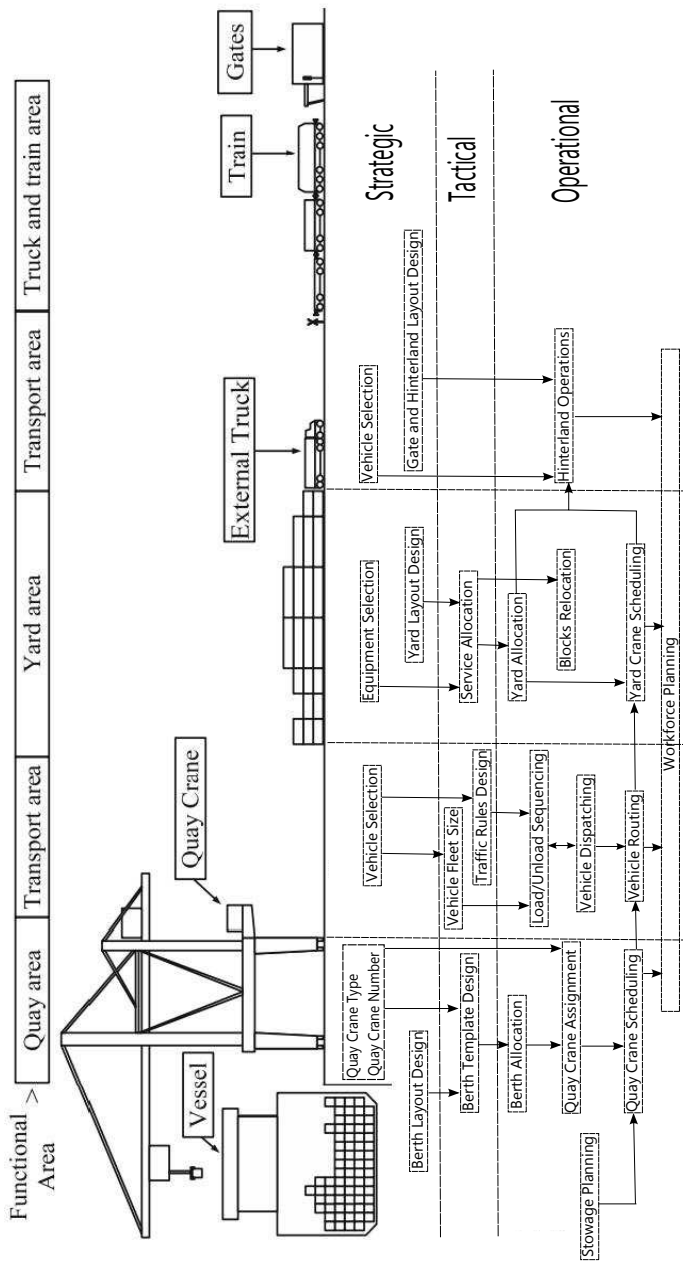 Functional
Area
>
Quay area
Transport area
Yard area
Transport area
Truck and train area
Vessel
Quay Crane
External Truck
Train
Gates
Strategic
Tactical
Operational
Quay Crane Type
Quay Crane Number
Berth Layout Design
Berth Template Design
Berth Allocation
Quay Crane Assignment
Quay Crane Scheduling
Stowage Planning
Vehicle Selection
Vehicle Fleet Size
Traffic Rules Design
Load/Unload Sequencing
Vehicle Dispatching
Vehicle Routing
Equipment Selection
Yard Layout Design
Service Allocation
Yard Allocation
Blocks Relocation
Yard Crane Scheduling
Vehicle Selection
Gate and Hinterland Layout Design
Hinterland Operations
Workforce Planning